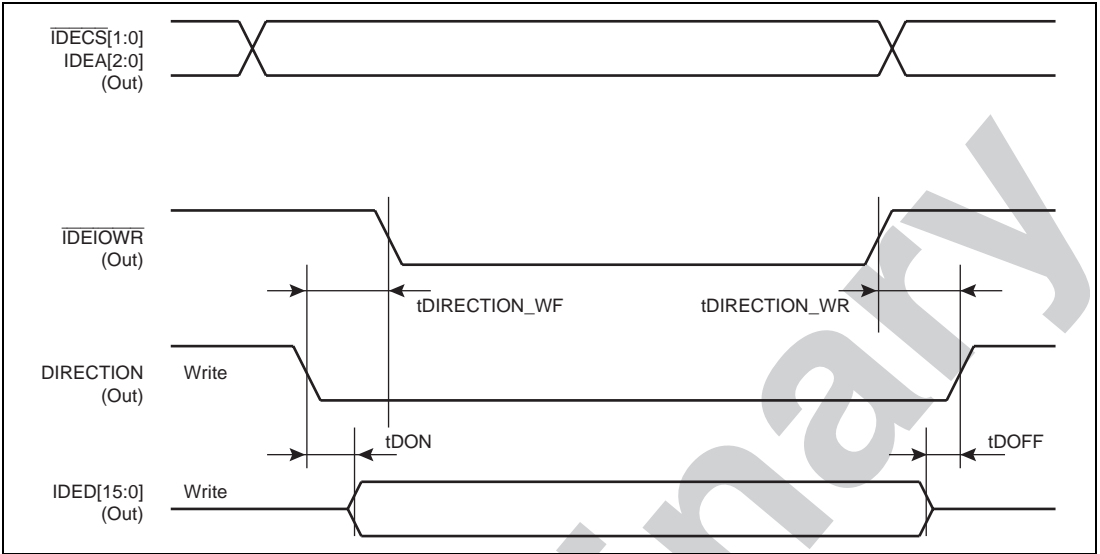 IDECS[1:0]
IDEA[2:0]
(Out)
IDEIOWR
(Out)
tDIRECTION_WF
tDIRECTION_WR
DIRECTION
(Out)
Write
tDON
tDOFF
IDED[15:0]
(Out)
Write
inary